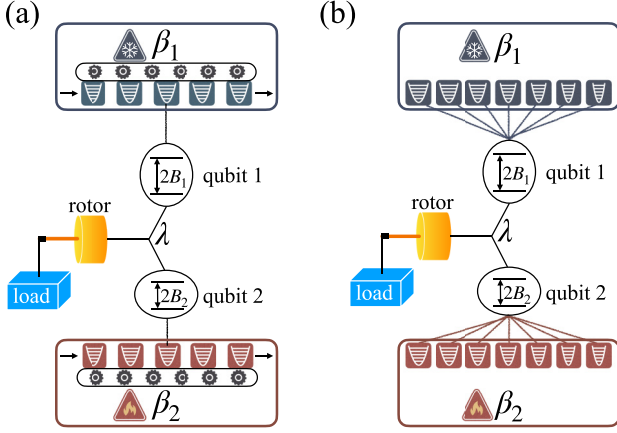 (a)
β₁
2B₁
qubit 1
rotor
λ
load
2B₂
qubit 2
β₂
(b)
β₁
2B₁
qubit 1
rotor
λ
load
2B₂
qubit 2
β₂